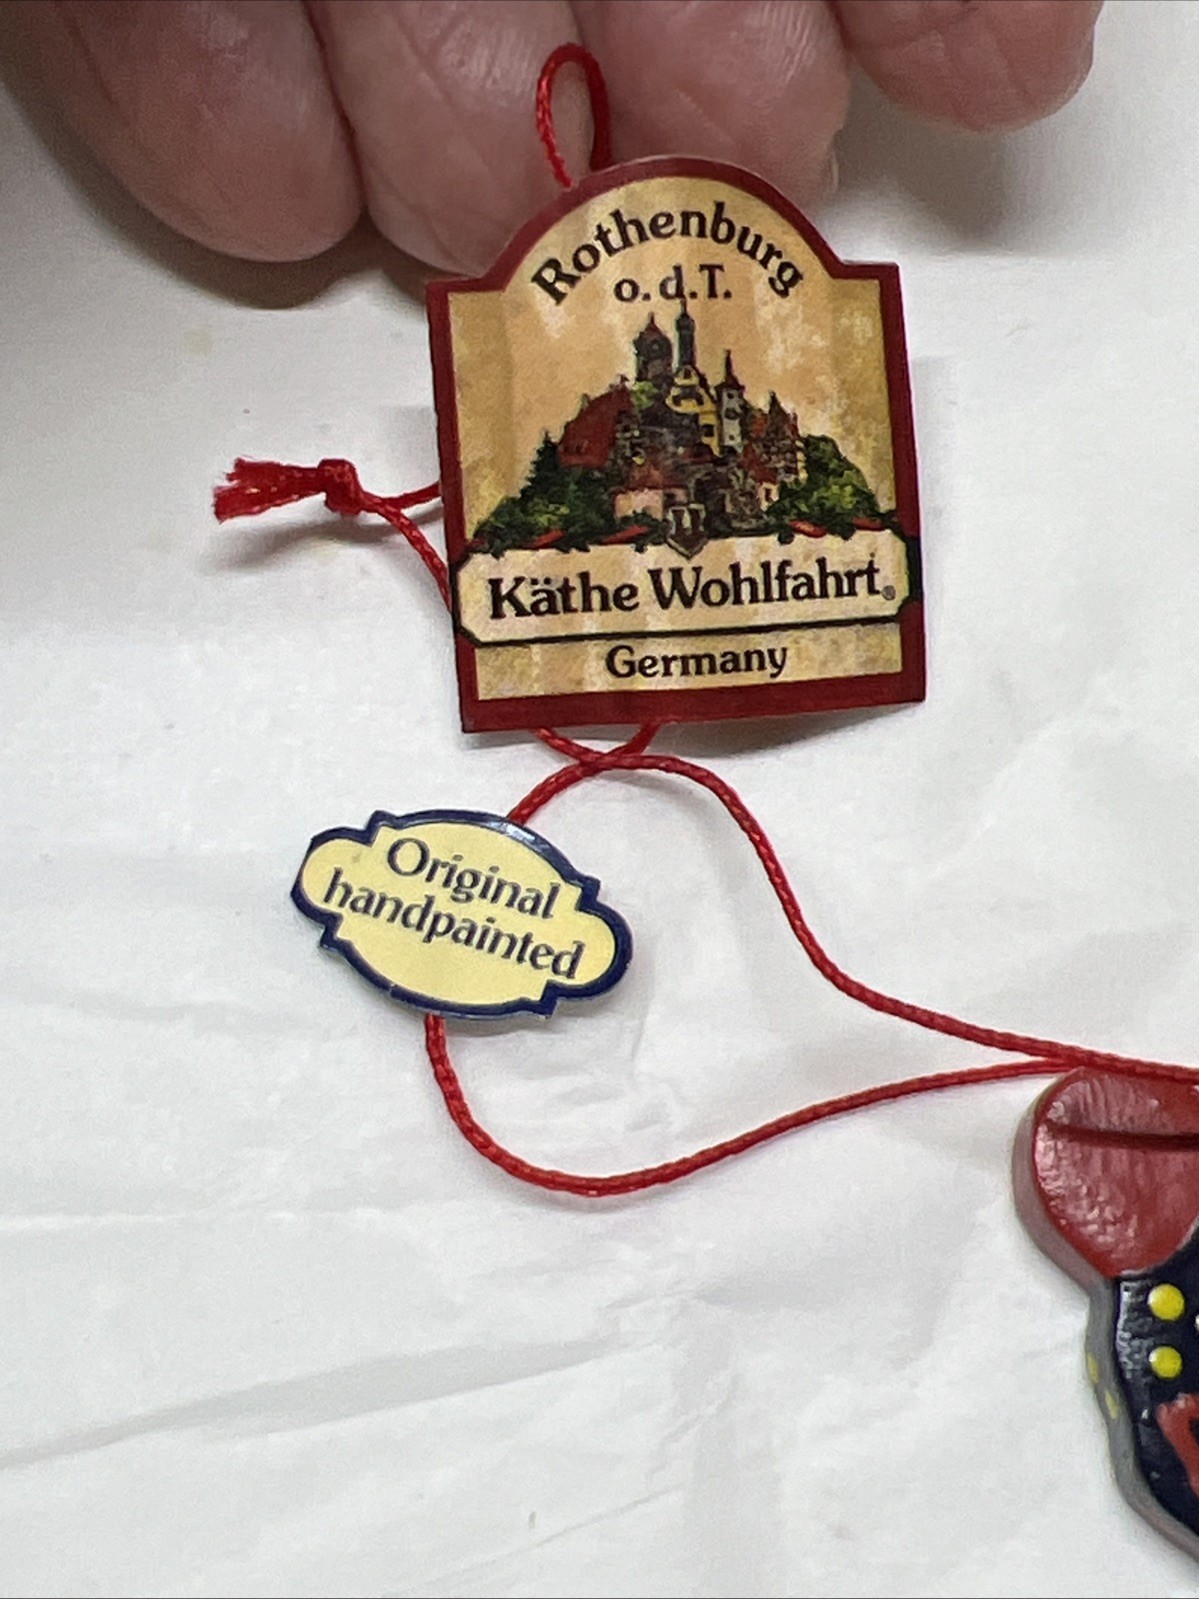 Rothenburg
o.d.T.
Käthe Wohlfahrt®
Germany
Original
handpainted